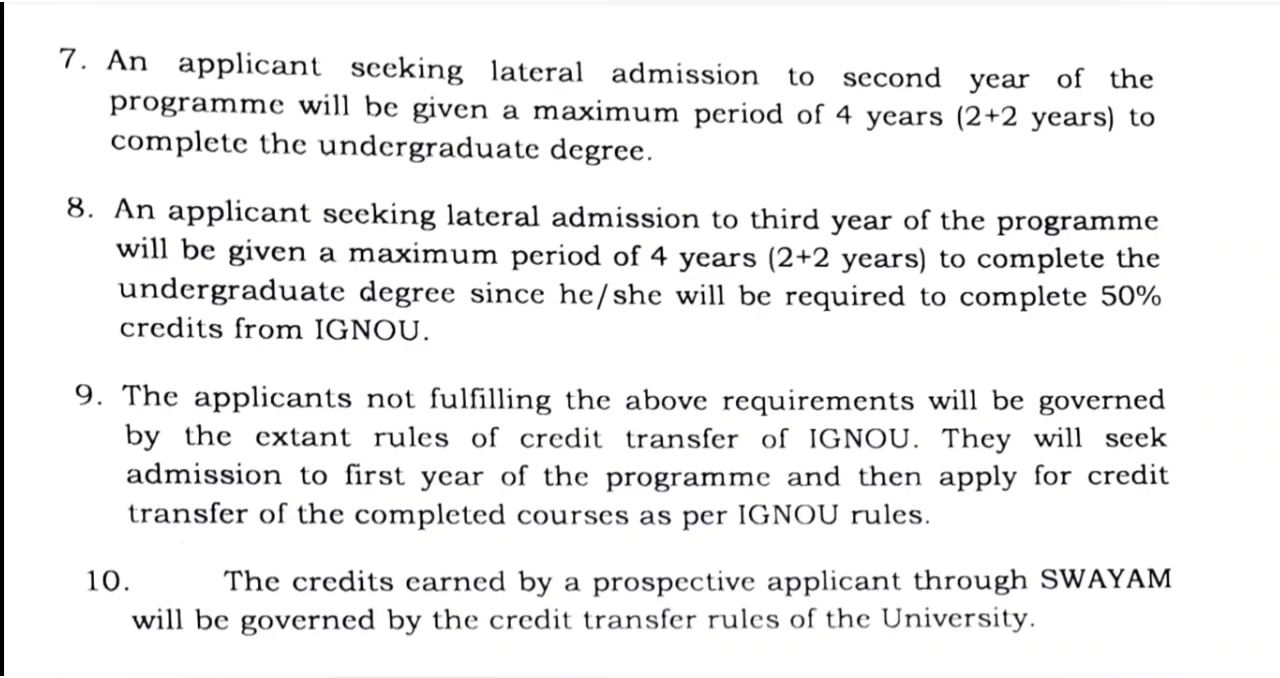 7. An applicant seeking lateral admission to second year of the
programme will be given a maximum period of 4 years (2+2 years) to
complete the undergraduate degree.
8. An applicant seeking lateral admission to third year of the programme
will be given a maximum period of 4 years (2+2 years) to complete the
undergraduate degree since he/she will be required to complete 50%
credits from IGNOU.
9. The applicants not fulfilling the above requirements will be governed
by the extant rules of credit transfer of IGNOU. They will seek
admission to first year of the programme and then apply for credit
transfer of the completed courses as per IGNOU rules.
10. The credits earned by a prospective applicant through SWAYAM
will be governed by the credit transfer rules of the University.